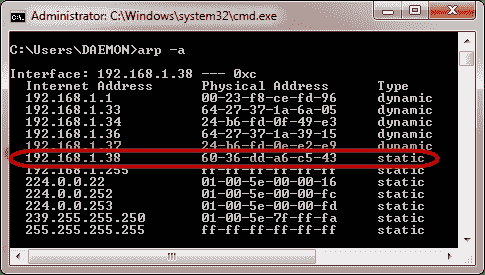 Administrator: C:\Windows\system32\cmd.exe
C:\Users\DAEMON>arp -a
Interface: 192.168.1.38 --- 0xc
Internet Address Physical Address Type
192.168.1.1 00-23-f8-ce-fd-96 dynamic
192.168.1.33 64-27-37-1a-6a-05 dynamic
192.168.1.34 24-b6-fd-0f-49-e3 dynamic
192.168.1.36 64-27-37-1a-39-15 dynamic
192.168.1.37 24-b6-fd-0e-e2-e9 dynamic
192.168.1.38 60-36-dd-a6-c5-43 static
192.168.1.255 ff-ff-ff-ff-ff-ff static
224.0.0.22 01-00-5e-00-00-16 static
224.0.0.252 01-00-5e-00-00-fc static
224.0.0.253 01-00-5e-00-00-fd static
239.255.255.250 01-00-5e-7f-ff-fa static
255.255.255.255 ff-ff-ff-ff-ff-ff static